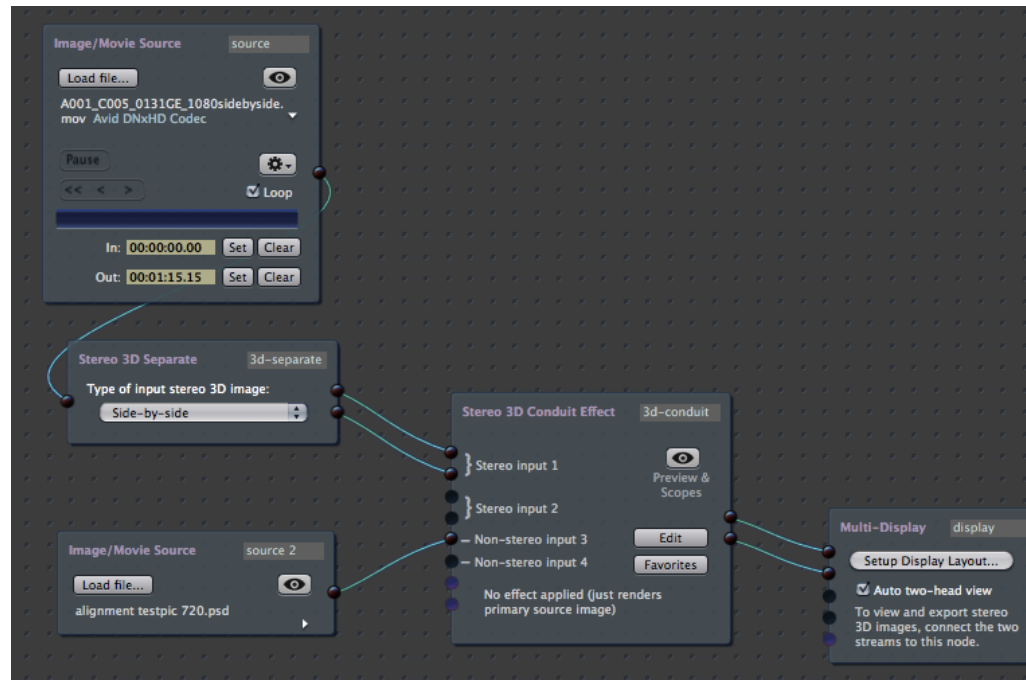 Image/Movie Source source
Load file...
A001_C005_0131GE_1080sidebyside.
mov Avid DNxHD Codec
Pause
<< < >
Loop
In: 00:00:00.00 Set Clear
Out: 00:01:15.15 Set Clear
Stereo 3D Separate 3d-separate
Type of input stereo 3D image:
Side-by-side
Stereo 3D Conduit Effect 3d-conduit
Stereo input 1
Preview &
Scopes
Stereo input 2
Non-stereo input 3 Edit
Non-stereo input 4 Favorites
No effect applied (just renders
primary source image)
Image/Movie Source source 2
Load file...
alignment testpic 720.psd
Multi-Display display
Setup Display Layout...
Auto two-head view
To view and export stereo
3D images, connect the two
streams to this node.